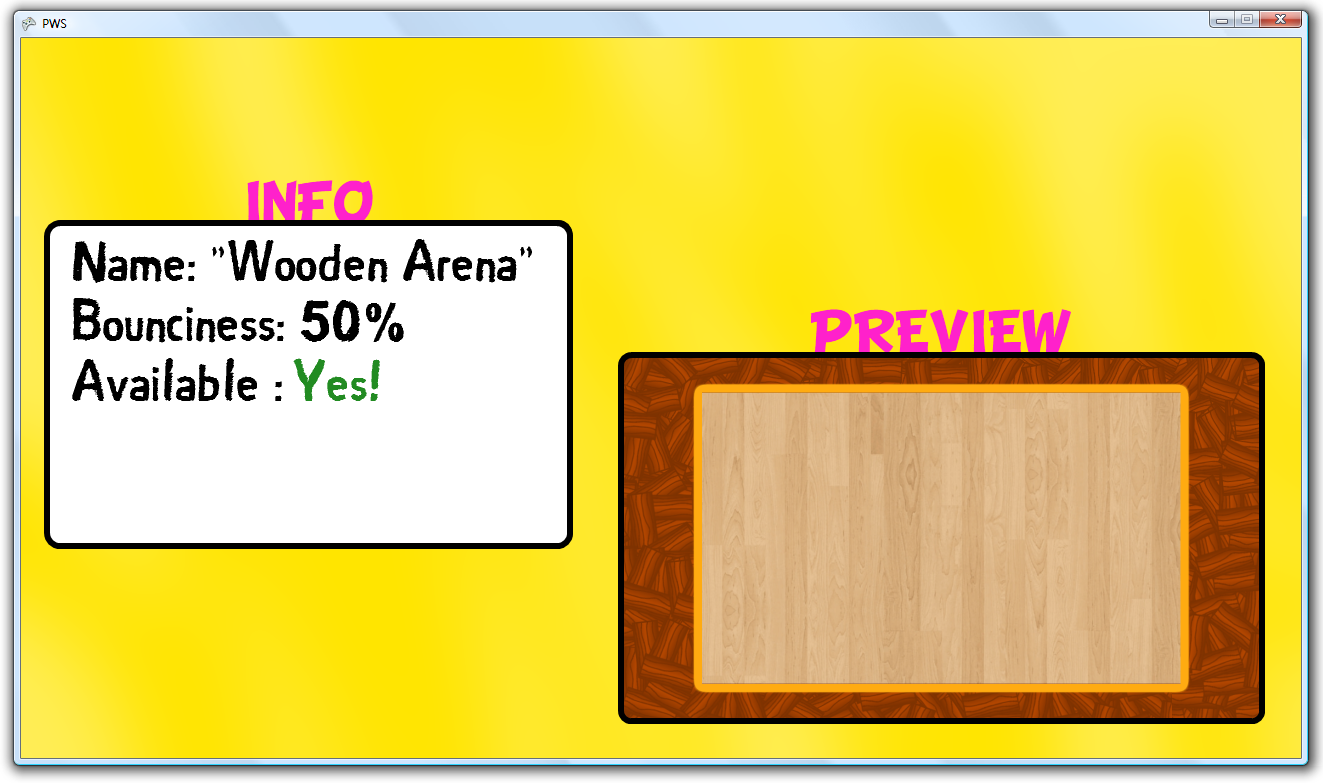 PWS
INFO
Name: "Wooden Arena"
Bounciness: 50%
Available : Yes!
PREVIEW